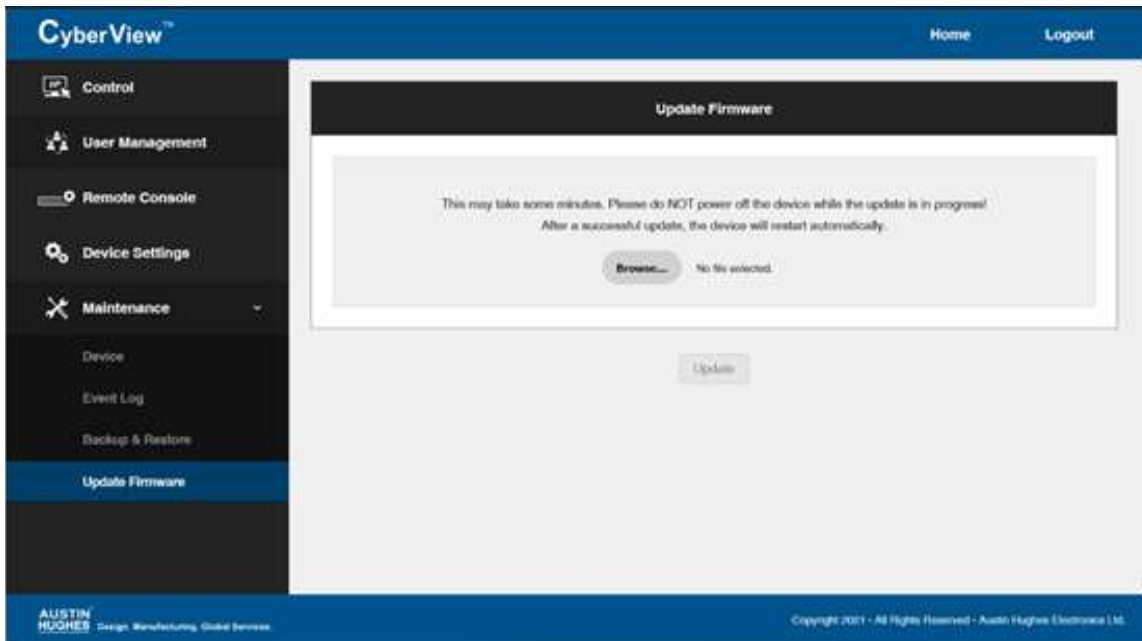 CyberView™
Home
Logout
Control
User Management
Remote Console
Device Settings
Maintenance
Device
Event Log
Backup & Restore
Update Firmware
Update Firmware
This may take some minutes. Please do NOT power off the device while the update is in progress!
After a successful update, the device will restart automatically.
Browse... No file selected.
Update
AUSTIN
HUGHES Design. Manufacturing. Global Services.
Copyright 2021 - All Rights Reserved - Austin Hughes Electronics Ltd.